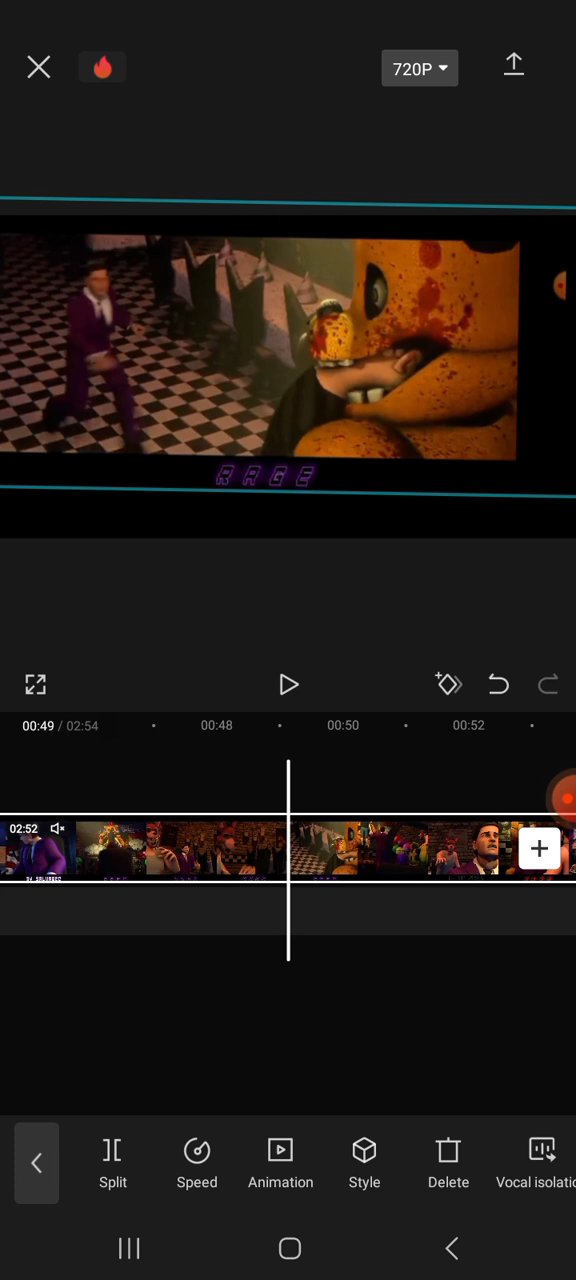 720P
RAGE
00:49 / 02:54
00:48
00:50
00:52
02:52
Split
Speed
Animation
Style
Delete
Vocal isolatio